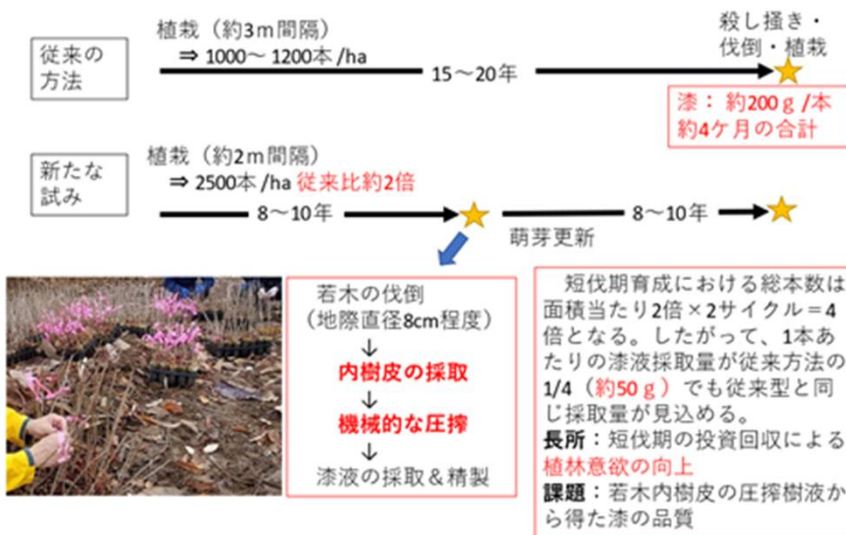 従来の
方法
植栽（約3m間隔）
⇒ 1000～ 1200本 /ha
15～20年
殺し掻き・
伐倒・植栽
漆： 約200ｇ/本
約4ケ月の合計
新たな
試み
植栽（約2m間隔）
⇒ 2500本 /ha 従来比約2倍
8～10年
萌芽更新
8～10年
若木の伐倒
（地際直径8cm程度）
↓
内樹皮の採取
↓
機械的な圧搾
↓
漆液の採取＆精製
短伐期育成における総本数は
面積当たり2倍×2サイクル＝4
倍となる。したがって、1本あ
たりの漆液採取量が従来方法の
1/4（約50ｇ）でも従来型と同
じ採取量が見込める。
長所：短伐期の投資回収による
植林意欲の向上
課題：若木内樹皮の圧搾樹液か
ら得た漆の品質